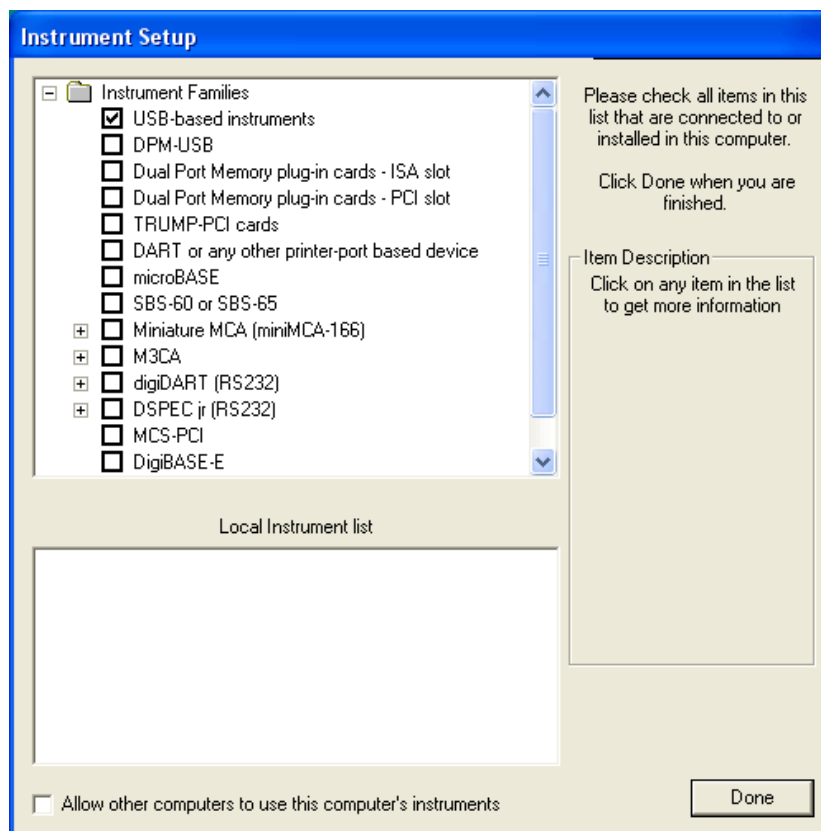 Instrument Setup
Instrument Families
USB-based instruments
DPM-USB
Dual Port Memory plug-in cards - ISA slot
Dual Port Memory plug-in cards - PCI slot
TRUMP-PCI cards
DART or any other printer-port based device
microBASE
SBS-60 or SBS-65
Miniature MCA (miniMCA-166)
M3CA
digiDART (RS232)
DSPEC jr (RS232)
MCS-PCI
DigiBASE-E
Please check all items in this
list that are connected to or
installed in this computer.
Click Done when you are
finished.
Item Description
Click on any item in the list
to get more information
Local Instrument list
Allow other computers to use this computer's instruments
Done